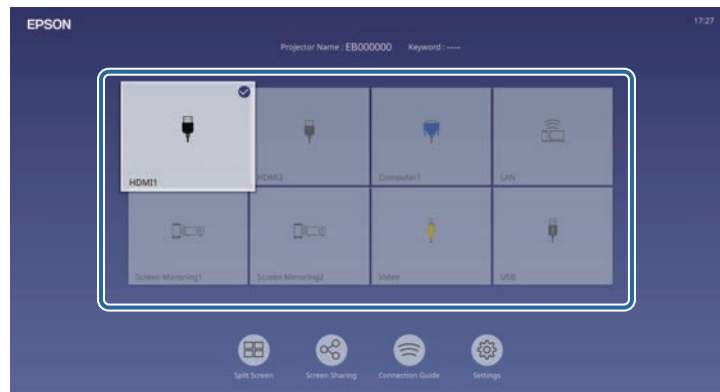 EPSON
17:27
Projector Name : EB000000 Keyword : ----
HDMI1
HDMI2
Computer1
LAN
Screen Mirroring1
Screen Mirroring2
Video
USB
Split Screen
Screen Sharing
Connection Guide
Settings